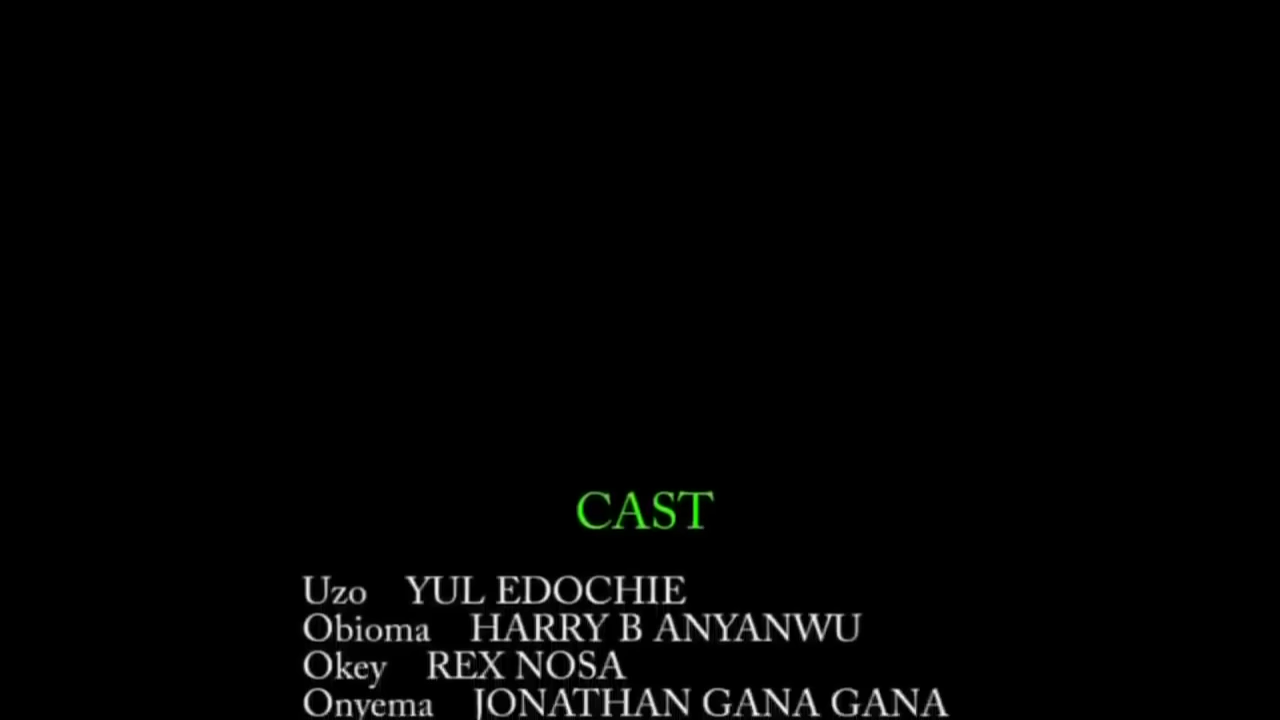 CAST
Uzo YUL EDOCHIE
Obioma HARRY B ANYANWU
Okey REX NOSA
Onyema JONATHAN GANA GANA